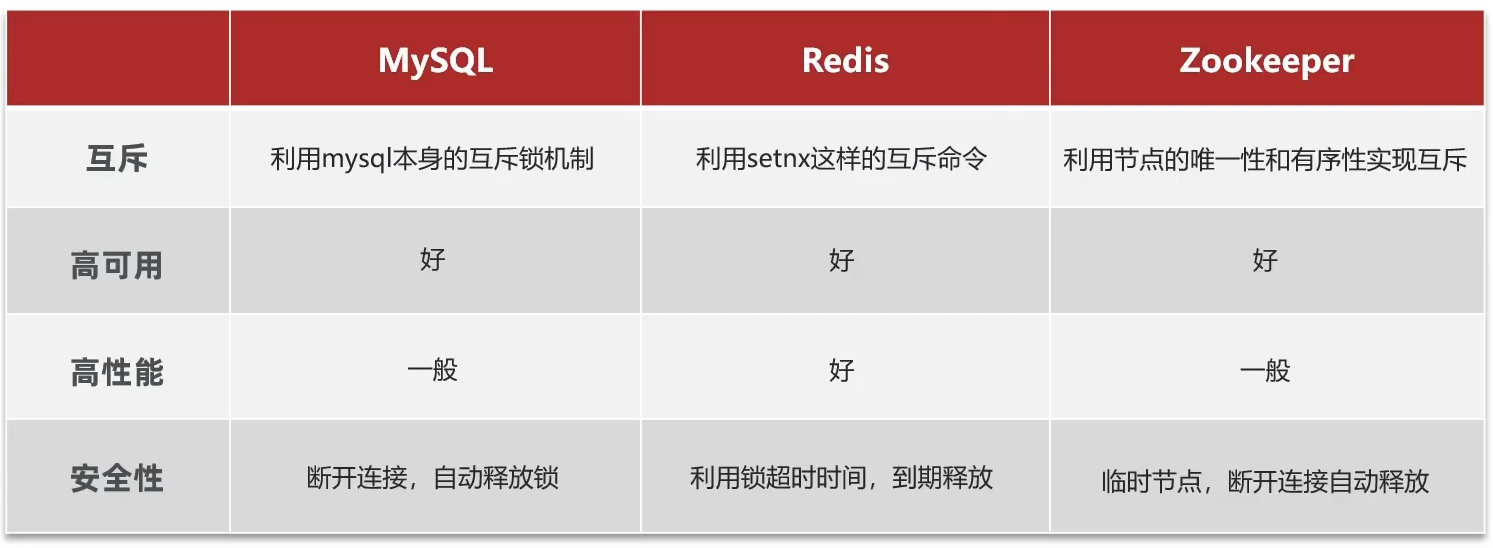 MySQL Redis Zookeeper
互斥 利用mysql本身的互斥锁机制 利用setnx这样的互斥命令 利用节点的唯一性和有序性实现互斥
高可用 好 好 好
高性能 一般 好 一般
安全性 断开连接，自动释放锁 利用锁超时时间，到期释放 临时节点，断开连接自动释放